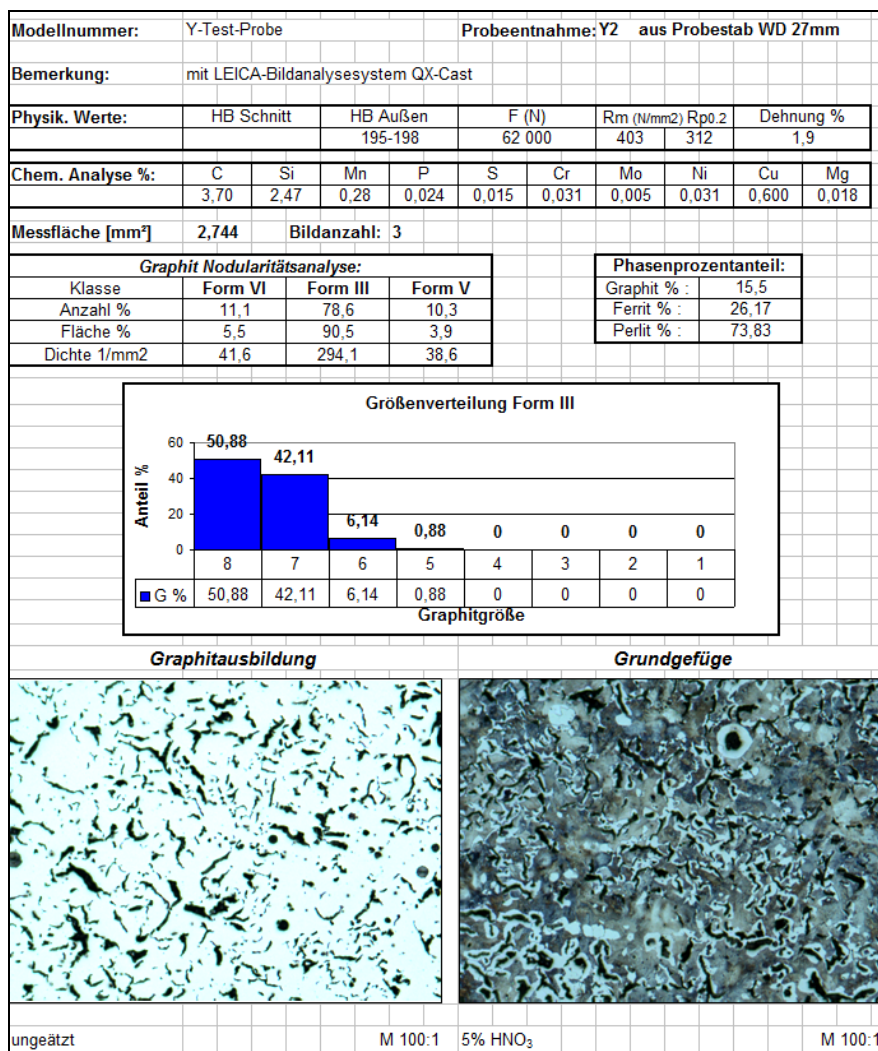 Modellnummer: Y-Test-Probe Probeentnahme: Y2 aus Probestab WD 27mm
Bemerkung: mit LEICA-Bildanalysesystem QX-Cast
Physik. Werte: HB Schnitt HB Außen F (N) Rm (N/mm2) Rp0.2 Dehnung %
195-198 62 000 403 312 1,9
Chem. Analyse %: C Si Mn P S Cr Mo Ni Cu Mg
3,70 2,47 0,28 0,024 0,015 0,031 0,005 0,031 0,600 0,018
Messfläche [mm²] 2,744 Bildanzahl: 3
Graphit Nodularitätsanalyse:
Klasse Form VI Form III Form V
Anzahl % 11,1 78,6 10,3
Fläche % 5,5 90,5 3,9
Dichte 1/mm2 41,6 294,1 38,6
Phasenprozentanteil:
Graphit % : 15,5
Ferrit % : 26,17
Perlit % : 73,83
Größenverteilung Form III
Anteil %
60
40
20
0
50,88 42,11 6,14 0,88 0 0 0 0
8 7 6 5 4 3 2 1
G % 50,88 42,11 6,14 0,88 0 0 0 0
Graphitgröße
Graphitausbildung Grundgefüge
ungeätzt M 100:1 5% HNO₃ M 100:1